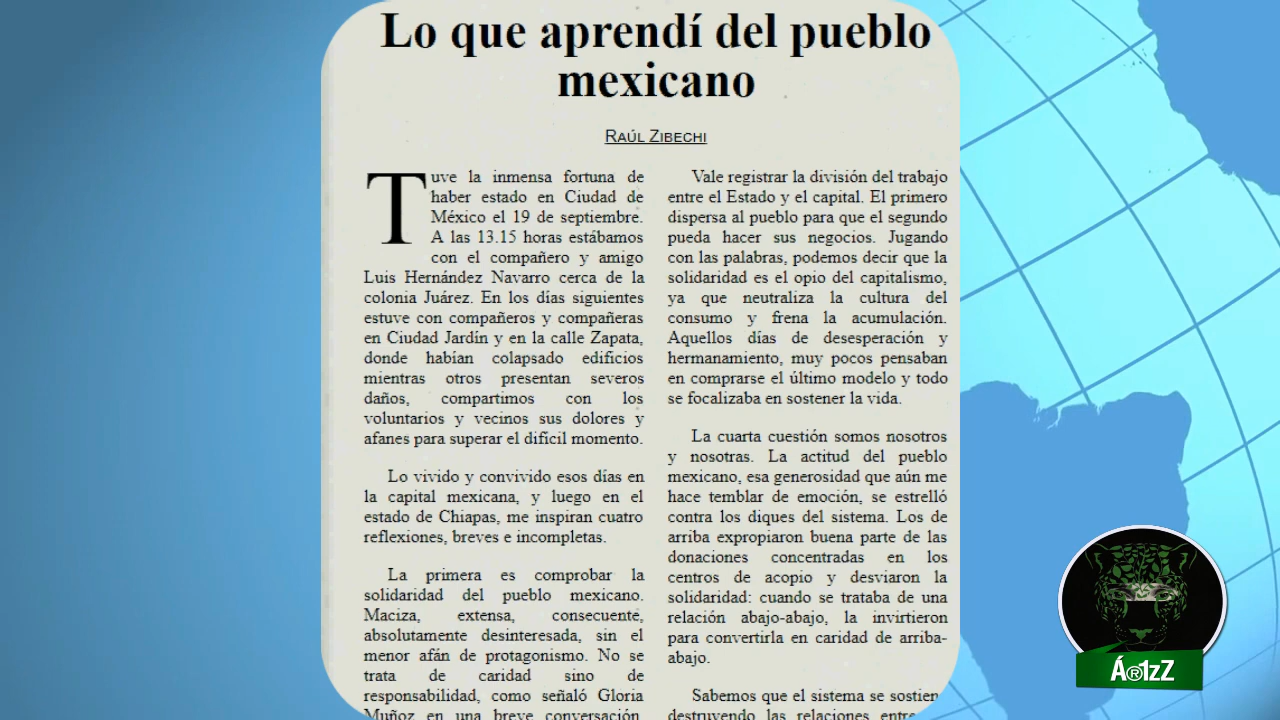 Lo que aprendí del pueblo
mexicano
Raúl Zibechi
Tuve la inmensa fortuna de
haber estado en Ciudad de
México el 19 de septiembre.
A las 13.15 horas estábamos
con el compañero y amigo
Luis Hernández Navarro cerca de la
colonia Juárez. En los días siguientes
estuve con compañeros y compañeras
en Ciudad Jardín y en la calle Zapata,
donde habían colapsado edificios
mientras otros presentan severos
daños, compartimos con los
voluntarios y vecinos sus dolores y
afanes para superar el difícil momento.
Lo vivido y convivido esos días en
la capital mexicana, y luego en el
estado de Chiapas, me inspiran cuatro
reflexiones, breves e incompletas.
La primera es comprobar la
solidaridad del pueblo mexicano.
Maciza, extensa, consecuente,
absolutamente desinteresada, sin el
menor afán de protagonismo. No se
trata de caridad sino de
responsabilidad, como señaló Gloria
Muñoz en una breve conversación,
Vale registrar la división del trabajo
entre el Estado y el capital. El primero
dispersa al pueblo para que el segundo
pueda hacer sus negocios. Jugando
con las palabras, podemos decir que la
solidaridad es el opio del capitalismo,
ya que neutraliza la cultura del
consumo y frena la acumulación.
Aquellos días de desesperación y
hermanamiento, muy pocos pensaban
en comprarse el último modelo y todo
se focalizaba en sostener la vida.
La cuarta cuestión somos nosotros
y nosotras. La actitud del pueblo
mexicano, esa generosidad que aún me
hace temblar de emoción, se estrelló
contra los diques del sistema. Los de
arriba expropiaron buena parte de las
donaciones concentradas en los
centros de acopio y desviaron la
solidaridad: cuando se trataba de una
relación abajo-abajo, la invirtieron
para convertirla en caridad de arriba-
abajo.
Sabemos que el sistema se sostien
destruyendo las relaciones entre
Á®1zZ